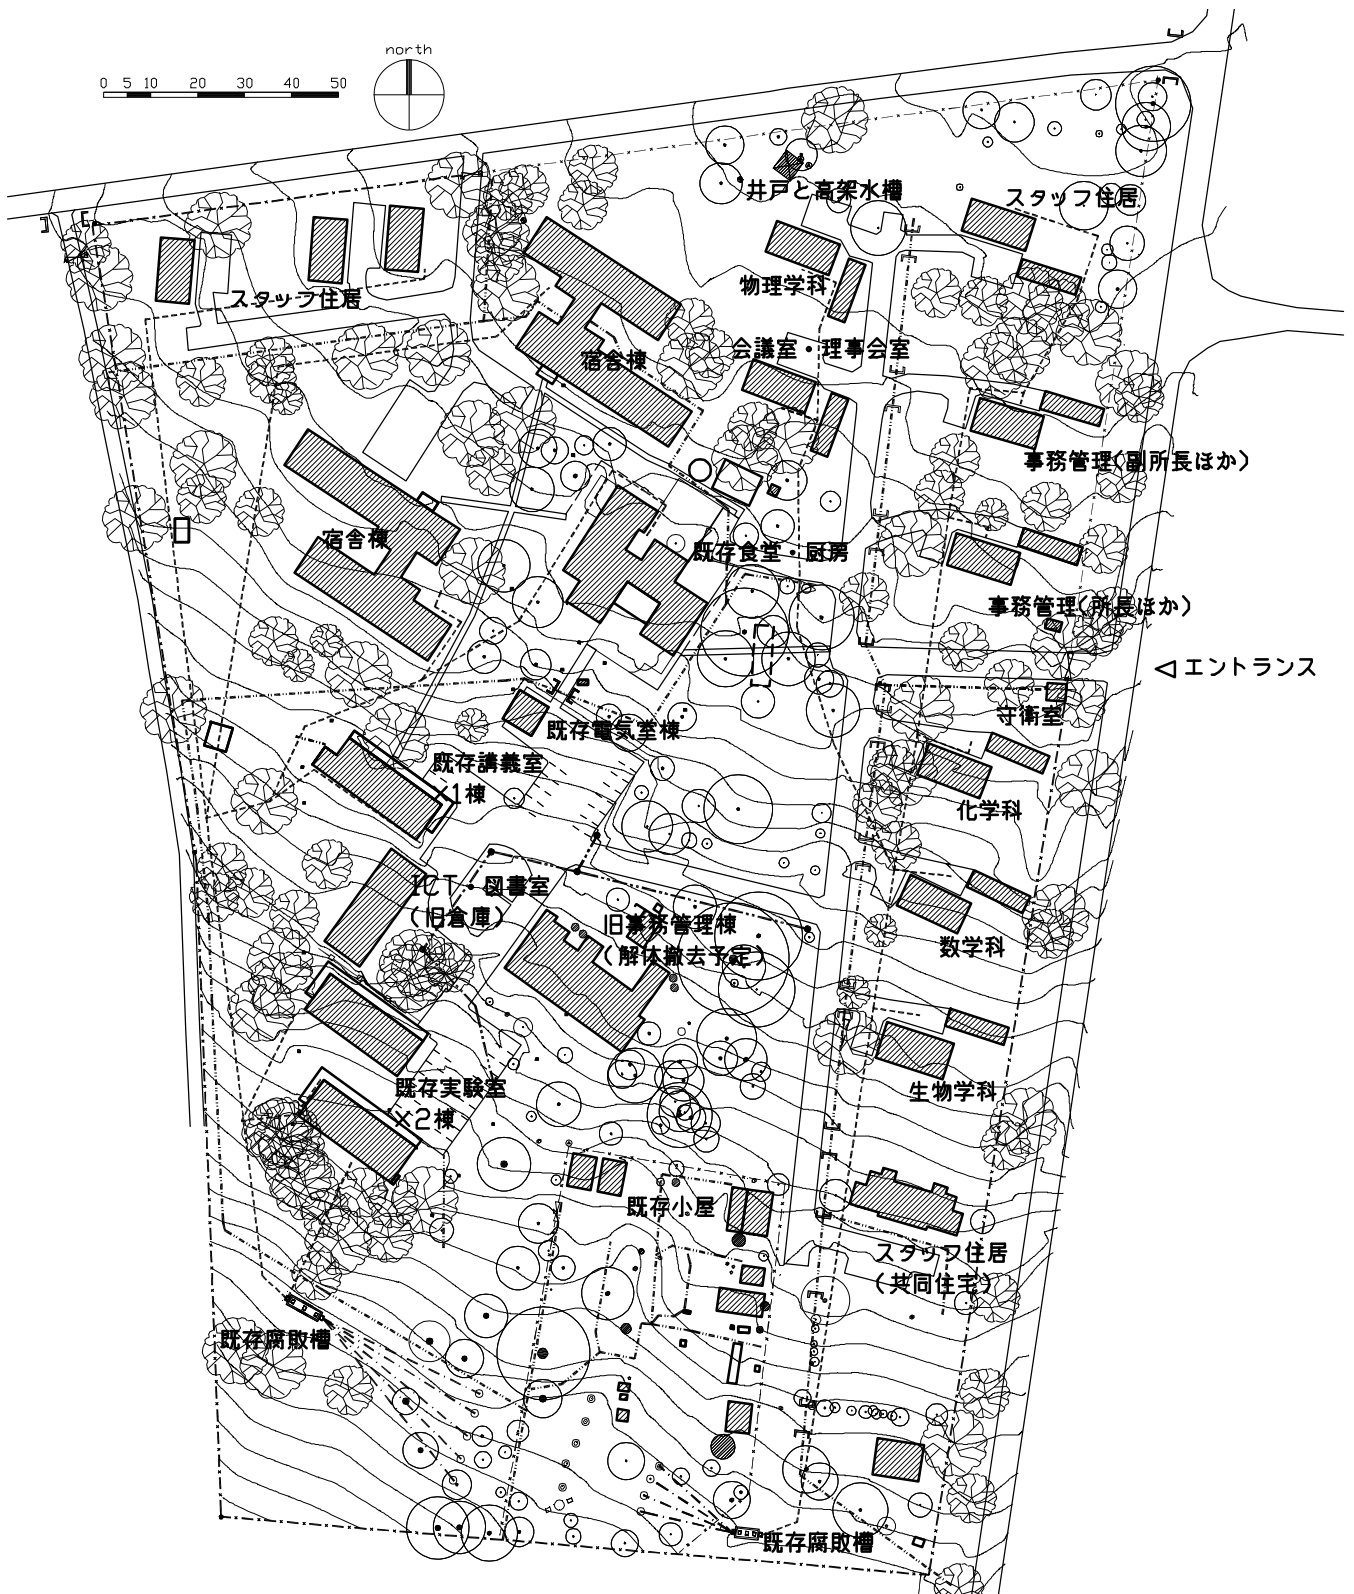 north
0 5 10 20 30 40 50
井戸と高架水槽
スタッフ住居
物理学科
スタッフ住居
会議室・理事会室
宿舎棟
事務管理(副所長ほか)
宿舎棟
既存食堂・厨房
事務管理(所長ほか)
エントランス
守衛室
既存電気室棟
既存講義室
×1棟
化学科
ICT・図書室
(旧倉庫)
旧事務管理棟
(解体撤去予定)
数学科
既存実験室
×2棟
生物学科
既存小屋
スタッフ住居
(共同住宅)
既存腐敗槽
既存腐敗槽